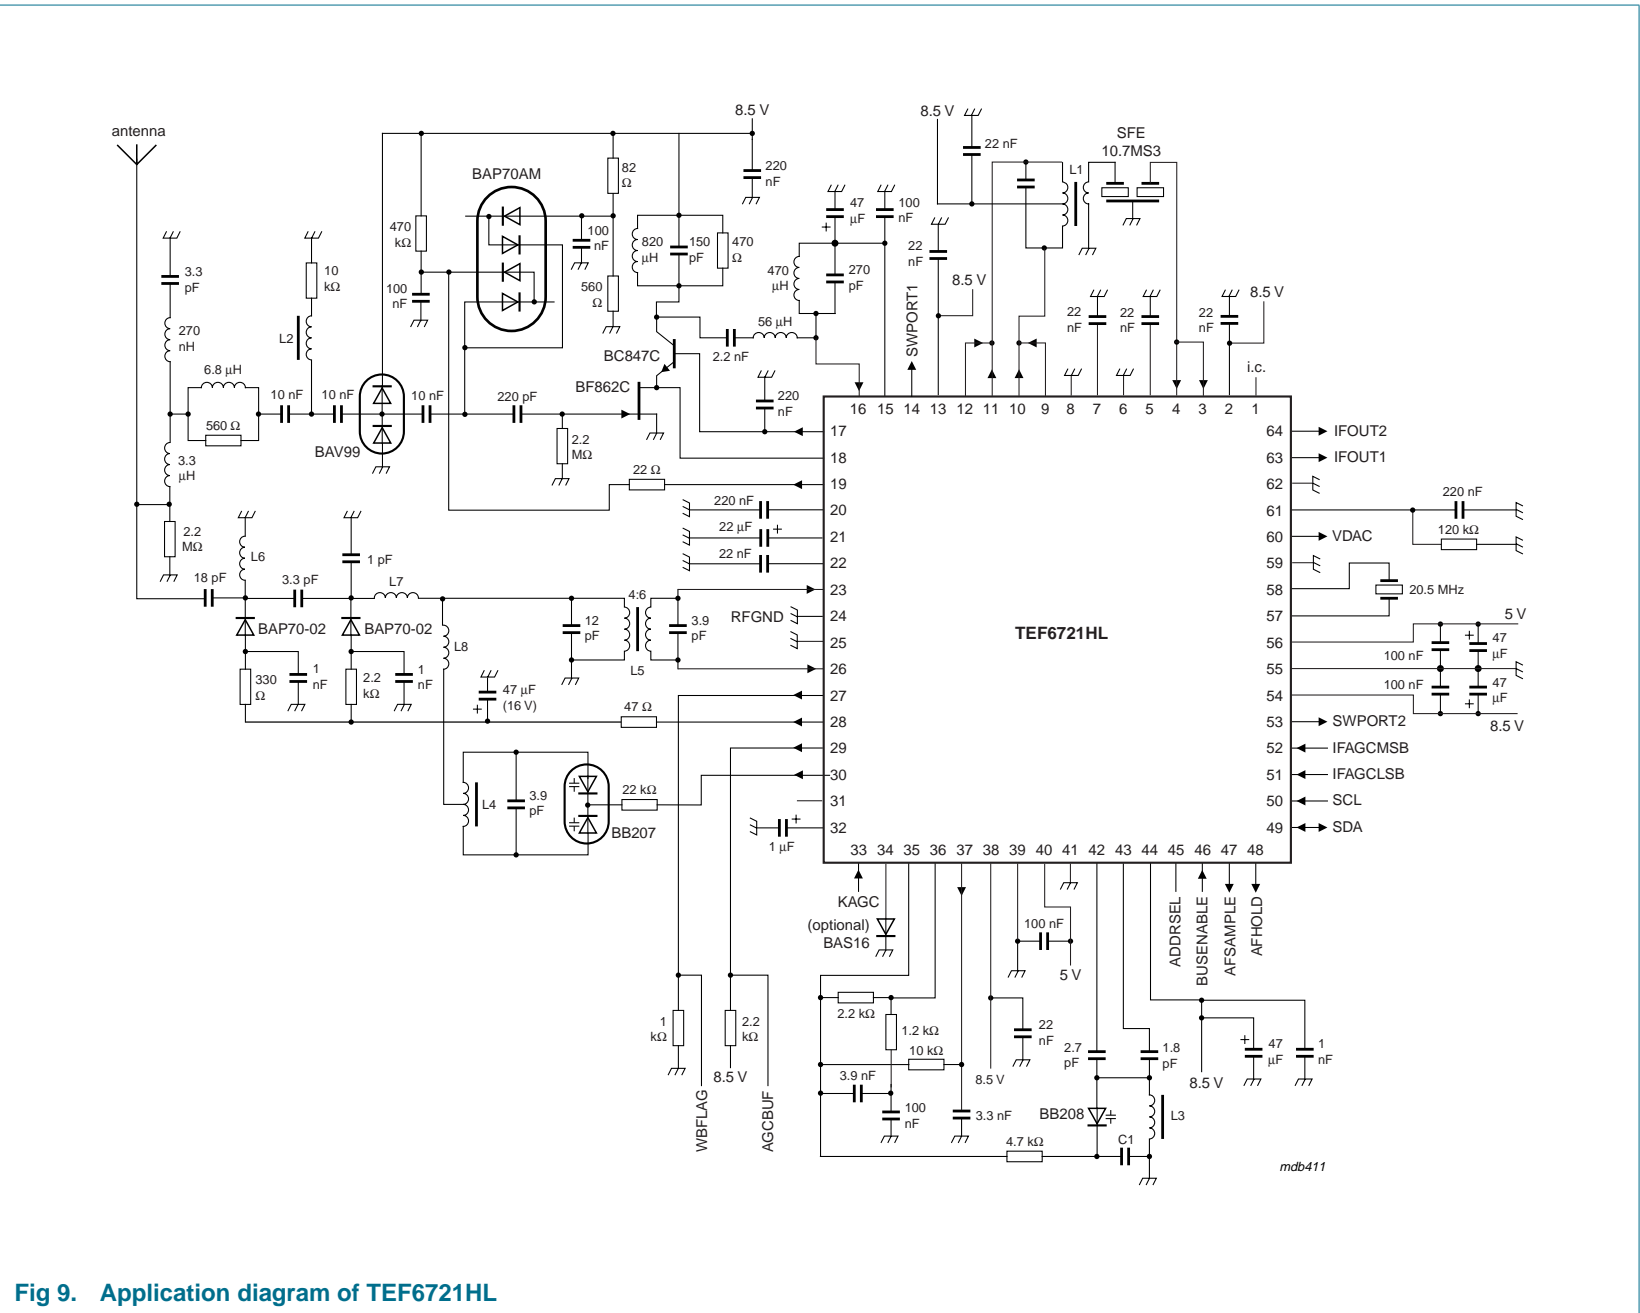 8.5 V
antenna
BAP70AM
82
Ω
220
nF
470
kΩ
100
nF
100
nF
820
μH
150
pF
470
Ω
560
Ω
3.3
pF
270
nH
10
kΩ
L2
6.8 μH
560 Ω
3.3
μH
10 nF
10 nF
10 nF
BAV99
220 pF
2.2
MΩ
BC847C
BF862C
2.2 nF
56 μH
220
nF
47
μF
+
100
nF
470
μH
270
pF
SWPORT1
22
nF
8.5 V
8.5 V
22 nF
L1
SFE
10.7MS3
22
nF
22
nF
22
nF
8.5 V
i.c.
16 15 14 13 12 11 10 9 8 7 6 5 4 3 2 1
17
18
19
20
21
22
23
24
25
26
27
28
29
30
31
32
22 Ω
220 nF
22 μF
+
22 nF
RFGND
2.2
MΩ
18 pF
L6
3.3 pF
1 pF
L7
BAP70-02
BAP70-02
330
Ω
1
nF
2.2
kΩ
1
nF
L8
12
pF
4:6
L5
3.9
pF
47 μF
(16 V)
+
47 Ω
L4
3.9
pF
BB207
22 kΩ
1 μF
+
TEF6721HL
64 IFOUT2
63 IFOUT1
62
61
60 VDAC
59
58
57
56
55
54
53 SWPORT2
52 IFAGCMSB
51 IFAGCLSB
50 SCL
49 SDA
220 nF
120 kΩ
20.5 MHz
5 V
100 nF
+
47
μF
100 nF
+
47
μF
8.5 V
33 34 35 36 37 38 39 40 41 42 43 44 45 46 47 48
KAGC
(optional)
BAS16
100 nF
5 V
ADDRSEL
BUSENABLE
AFSAMPLE
AFHOLD
1
kΩ
WBFLAG
2.2
kΩ
8.5 V
AGCBUF
2.2 kΩ
1.2 kΩ
10 kΩ
3.9 nF
100
nF
3.3 nF
22
nF
8.5 V
2.7
pF
1.8
pF
BB208
L3
4.7 kΩ
C1
8.5 V
+
47
μF
1
nF
mdb411
Fig 9. Application diagram of TEF6721HL